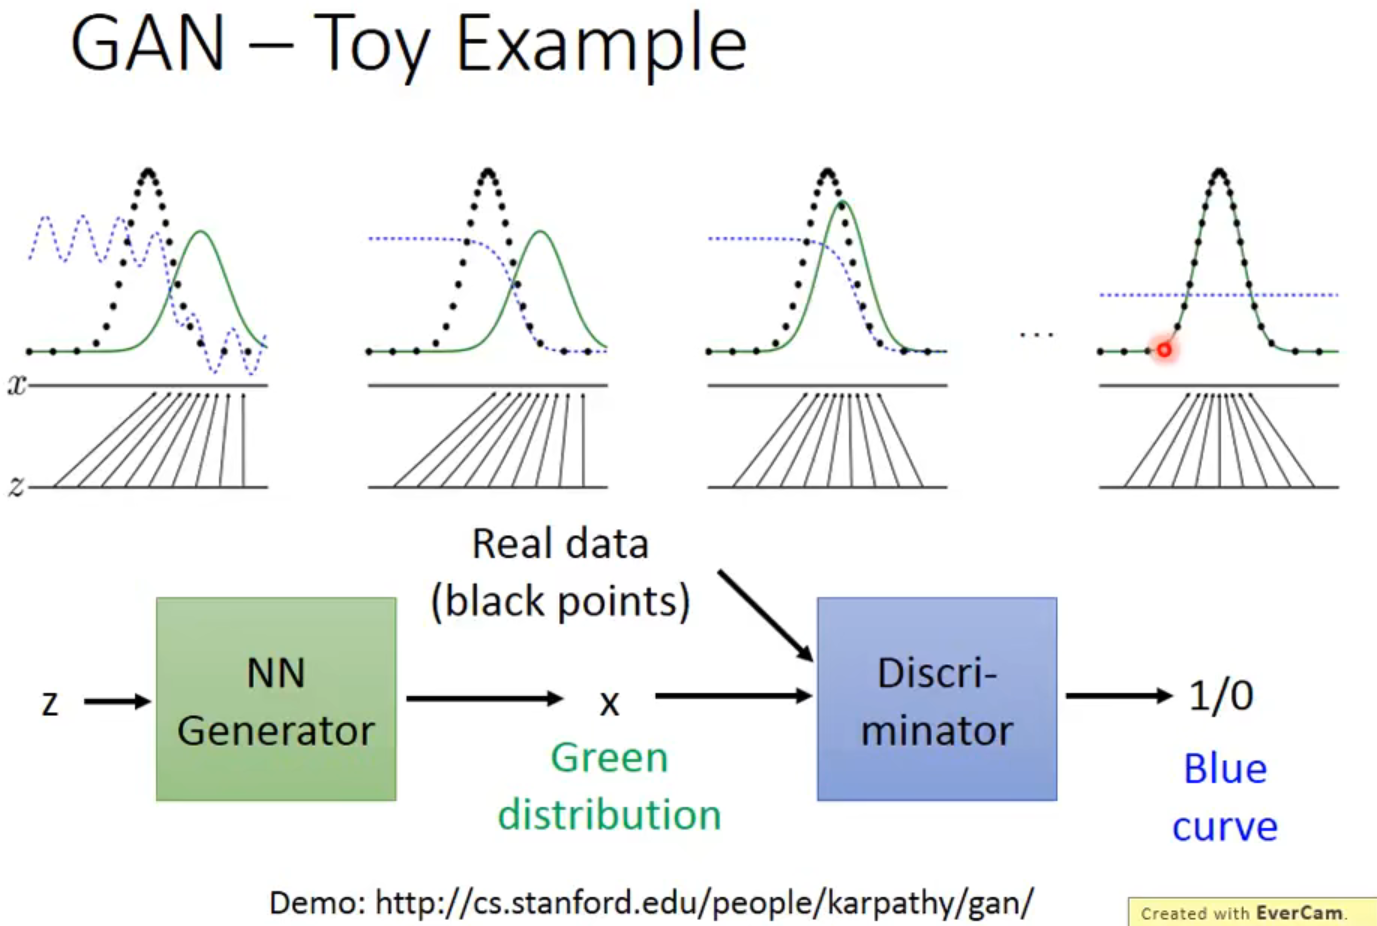 GAN – Toy Example
...
x
z
Real data
(black points)
NN
Generator
Discri-
minator
z
x
1/0
Green
distribution
Blue
curve
Demo: http://cs.stanford.edu/people/karpathy/gan/
Created with EverCam.